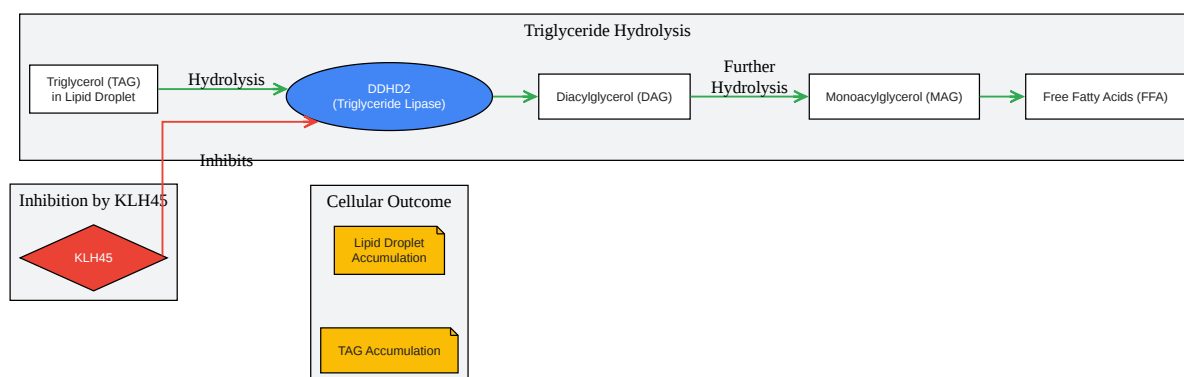 Triglyceride Hydrolysis
Triglycerol (TAG)
in Lipid Droplet
Hydrolysis
DDHD2
(Triglyceride Lipase)
Diacylglycerol (DAG)
Further
Hydrolysis
Monoacylglycerol (MAG)
Free Fatty Acids (FFA)
Inhibits
Inhibition by KLH45
KLH45
Cellular Outcome
Lipid Droplet
Accumulation
TAG Accumulation